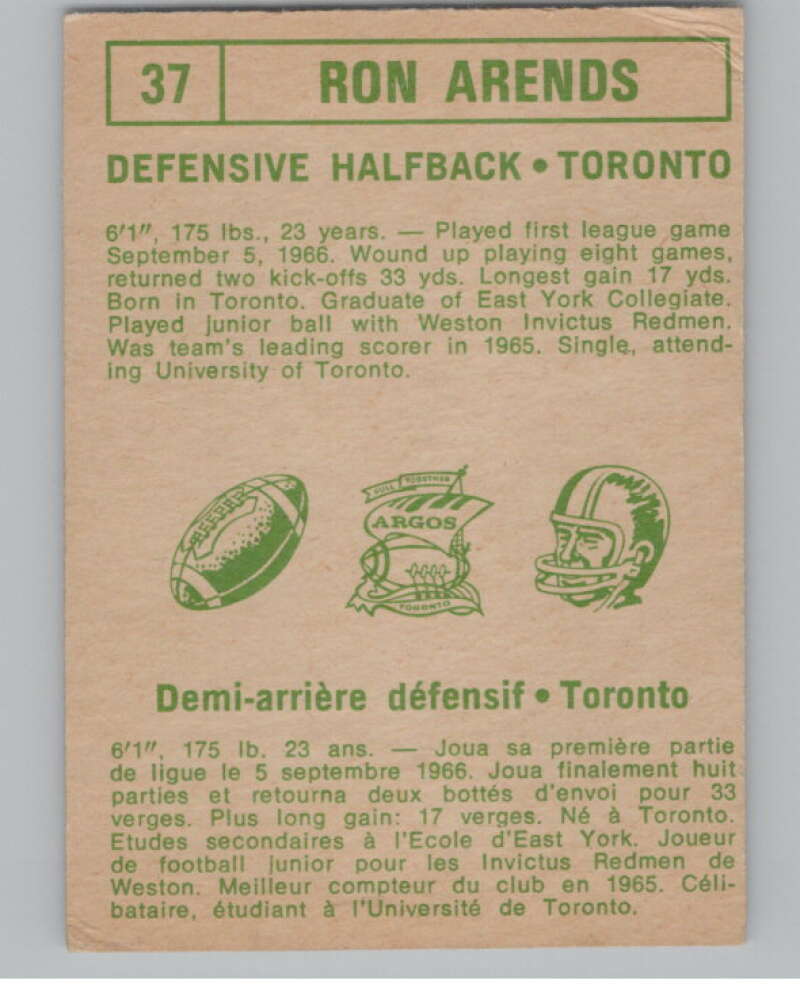 37 RON ARENDS
DEFENSIVE HALFBACK • TORONTO
6'1", 175 lbs., 23 years. — Played first league game
September 5, 1966. Wound up playing eight games,
returned two kick-offs 33 yds. Longest gain 17 yds.
Born in Toronto. Graduate of East York Collegiate.
Played junior ball with Weston Invictus Redmen.
Was team's leading scorer in 1965. Single, attend-
ing University of Toronto.
PULL TOGETHER
ARGOS
TORONTO
Demi-arrière défensif • Toronto
6'1", 175 lb. 23 ans. — Joua sa première partie
de ligue le 5 septembre 1966. Joua finalement huit
parties et retourna deux bottés d'envoi pour 33
verges. Plus long gain: 17 verges. Né à Toronto.
Etudes secondaires à l'Ecole d'East York. Joueur
de football junior pour les Invictus Redmen de
Weston. Meilleur compteur du club en 1965. Céli-
bataire, étudiant à l'Université de Toronto.